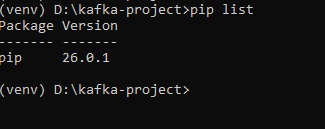 (venv) D:\kafka-project>pip list
Package Version
------- -------
pip     26.0.1
(venv) D:\kafka-project>